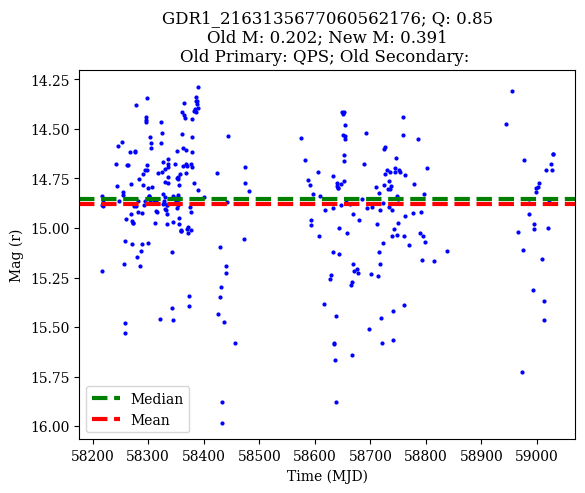 GDR1_2163135677060562176; Q: 0.85
Old M: 0.202; New M: 0.391
Old Primary: QPS; Old Secondary:
14.25
14.50
14.75
15.00
15.25
15.50
15.75
16.00
Mag (r)
Median
Mean
58200 58300 58400 58500 58600 58700 58800 58900 59000
Time (MJD)